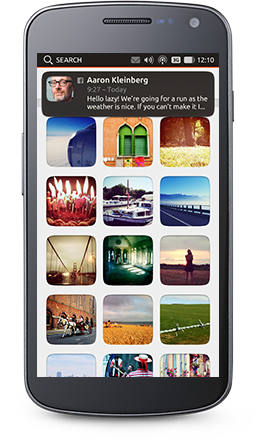 SEARCH
3G
12:10
Aaron Kleinberg
9:27 – Today
Hello lazy! We're going for a run as the
weather is nice. If you can't make it I...